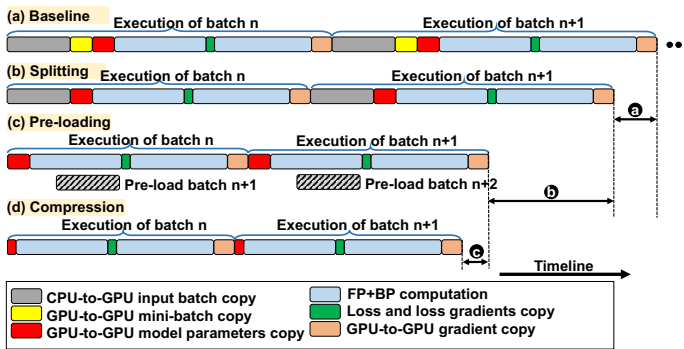 (a) Baseline
Execution of batch n
Execution of batch n+1
(b) Splitting
Execution of batch n
Execution of batch n+1
a
(c) Pre-loading
Execution of batch n
Execution of batch n+1
Pre-load batch n+1
Pre-load batch n+2
b
(d) Compression
Execution of batch n
Execution of batch n+1
c
Timeline
CPU-to-GPU input batch copy
GPU-to-GPU mini-batch copy
GPU-to-GPU model parameters copy
FP+BP computation
Loss and loss gradients copy
GPU-to-GPU gradient copy